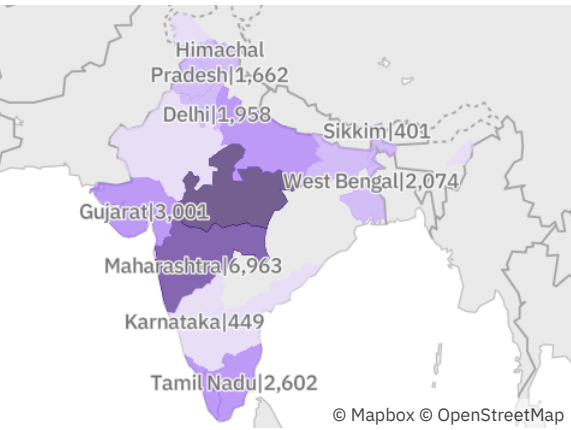 Himachal
Pradesh|1,662
Delhi|1,958
Sikkim|401
West Bengal|2,074
Gujarat|3,001
Maharashtra|6,963
Karnataka|449
Tamil Nadu|2,602
© Mapbox © OpenStreetMap